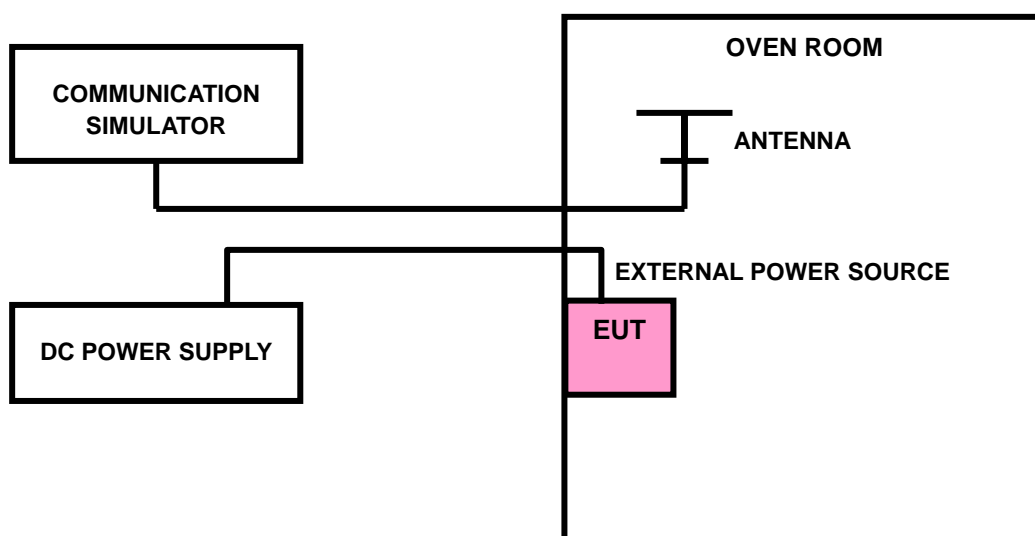 OVEN ROOM
COMMUNICATION
SIMULATOR
ANTENNA
EXTERNAL POWER SOURCE
EUT
DC POWER SUPPLY